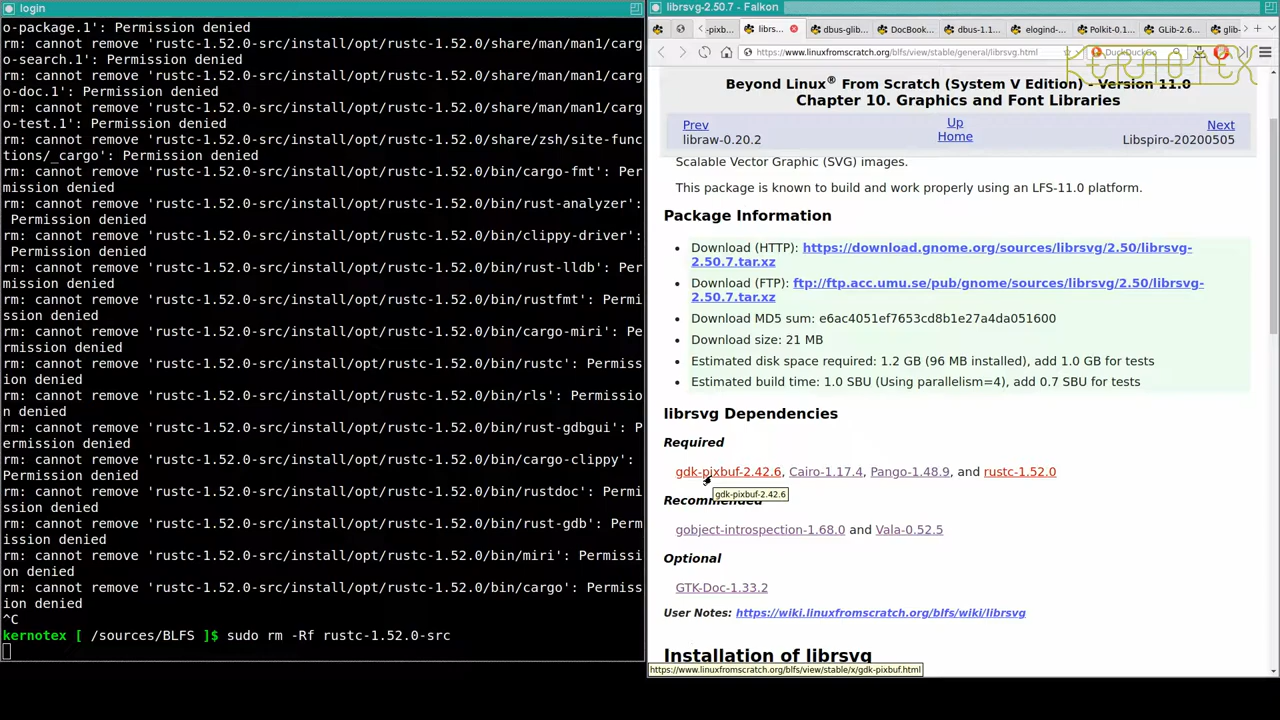 login
o-package.1': Permission denied
rm: cannot remove 'rustc-1.52.0-src/install/opt/rustc-1.52.0/share/man/man1/carg
o-search.1': Permission denied
rm: cannot remove 'rustc-1.52.0-src/install/opt/rustc-1.52.0/share/man/man1/carg
o-doc.1': Permission denied
rm: cannot remove 'rustc-1.52.0-src/install/opt/rustc-1.52.0/share/man/man1/carg
o-test.1': Permission denied
rm: cannot remove 'rustc-1.52.0-src/install/opt/rustc-1.52.0/share/zsh/site-func
tions/_cargo': Permission denied
rm: cannot remove 'rustc-1.52.0-src/install/opt/rustc-1.52.0/bin/cargo-fmt': Per
mission denied
rm: cannot remove 'rustc-1.52.0-src/install/opt/rustc-1.52.0/bin/rust-analyzer':
 Permission denied
rm: cannot remove 'rustc-1.52.0-src/install/opt/rustc-1.52.0/bin/clippy-driver':
 Permission denied
rm: cannot remove 'rustc-1.52.0-src/install/opt/rustc-1.52.0/bin/rust-lldb': Per
mission denied
rm: cannot remove 'rustc-1.52.0-src/install/opt/rustc-1.52.0/bin/rustfmt': Permi
ssion denied
rm: cannot remove 'rustc-1.52.0-src/install/opt/rustc-1.52.0/bin/cargo-miri': Pe
rmission denied
rm: cannot remove 'rustc-1.52.0-src/install/opt/rustc-1.52.0/bin/rustc': Permiss
ion denied
rm: cannot remove 'rustc-1.52.0-src/install/opt/rustc-1.52.0/bin/rls': Permissio
n denied
rm: cannot remove 'rustc-1.52.0-src/install/opt/rustc-1.52.0/bin/rust-gdbgui': P
ermission denied
rm: cannot remove 'rustc-1.52.0-src/install/opt/rustc-1.52.0/bin/cargo-clippy':
Permission denied
rm: cannot remove 'rustc-1.52.0-src/install/opt/rustc-1.52.0/bin/rustdoc': Permi
ssion denied
rm: cannot remove 'rustc-1.52.0-src/install/opt/rustc-1.52.0/bin/rust-gdb': Perm
ission denied
rm: cannot remove 'rustc-1.52.0-src/install/opt/rustc-1.52.0/bin/miri': Permissi
on denied
rm: cannot remove 'rustc-1.52.0-src/install/opt/rustc-1.52.0/bin/cargo': Permiss
ion denied
^C
kernotex [ /sources/BLFS ]$ sudo rm -Rf rustc-1.52.0-src
librsvg-2.50.7 - Falkon
-pixb... librs... dbus-glib... DocBook... dbus-1.1... elogind-... Polkit-0.1... GLib-2.6... glib-
https://www.linuxfromscratch.org/blfs/view/stable/general/librsvg.html DuckDuckGo
KERNOTEX
Beyond Linux® From Scratch (System V Edition) - Version 11.0
Chapter 10. Graphics and Font Libraries
Prev Up Next
libraw-0.20.2 Home Libspiro-20200505
Scalable Vector Graphic (SVG) images.
This package is known to build and work properly using an LFS-11.0 platform.
Package Information
Download (HTTP): https://download.gnome.org/sources/librsvg/2.50/librsvg-
2.50.7.tar.xz
Download (FTP): ftp://ftp.acc.umu.se/pub/gnome/sources/librsvg/2.50/librsvg-
2.50.7.tar.xz
Download MD5 sum: e6ac4051ef7653cd8b1e27a4da051600
Download size: 21 MB
Estimated disk space required: 1.2 GB (96 MB installed), add 1.0 GB for tests
Estimated build time: 1.0 SBU (Using parallelism=4), add 0.7 SBU for tests
librsvg Dependencies
Required
gdk-pixbuf-2.42.6, Cairo-1.17.4, Pango-1.48.9, and rustc-1.52.0
gdk-pixbuf-2.42.6
Recommended
gobject-introspection-1.68.0 and Vala-0.52.5
Optional
GTK-Doc-1.33.2
User Notes: https://wiki.linuxfromscratch.org/blfs/wiki/librsvg
Installation of librsvg
https://www.linuxfromscratch.org/blfs/view/stable/x/gdk-pixbuf.html